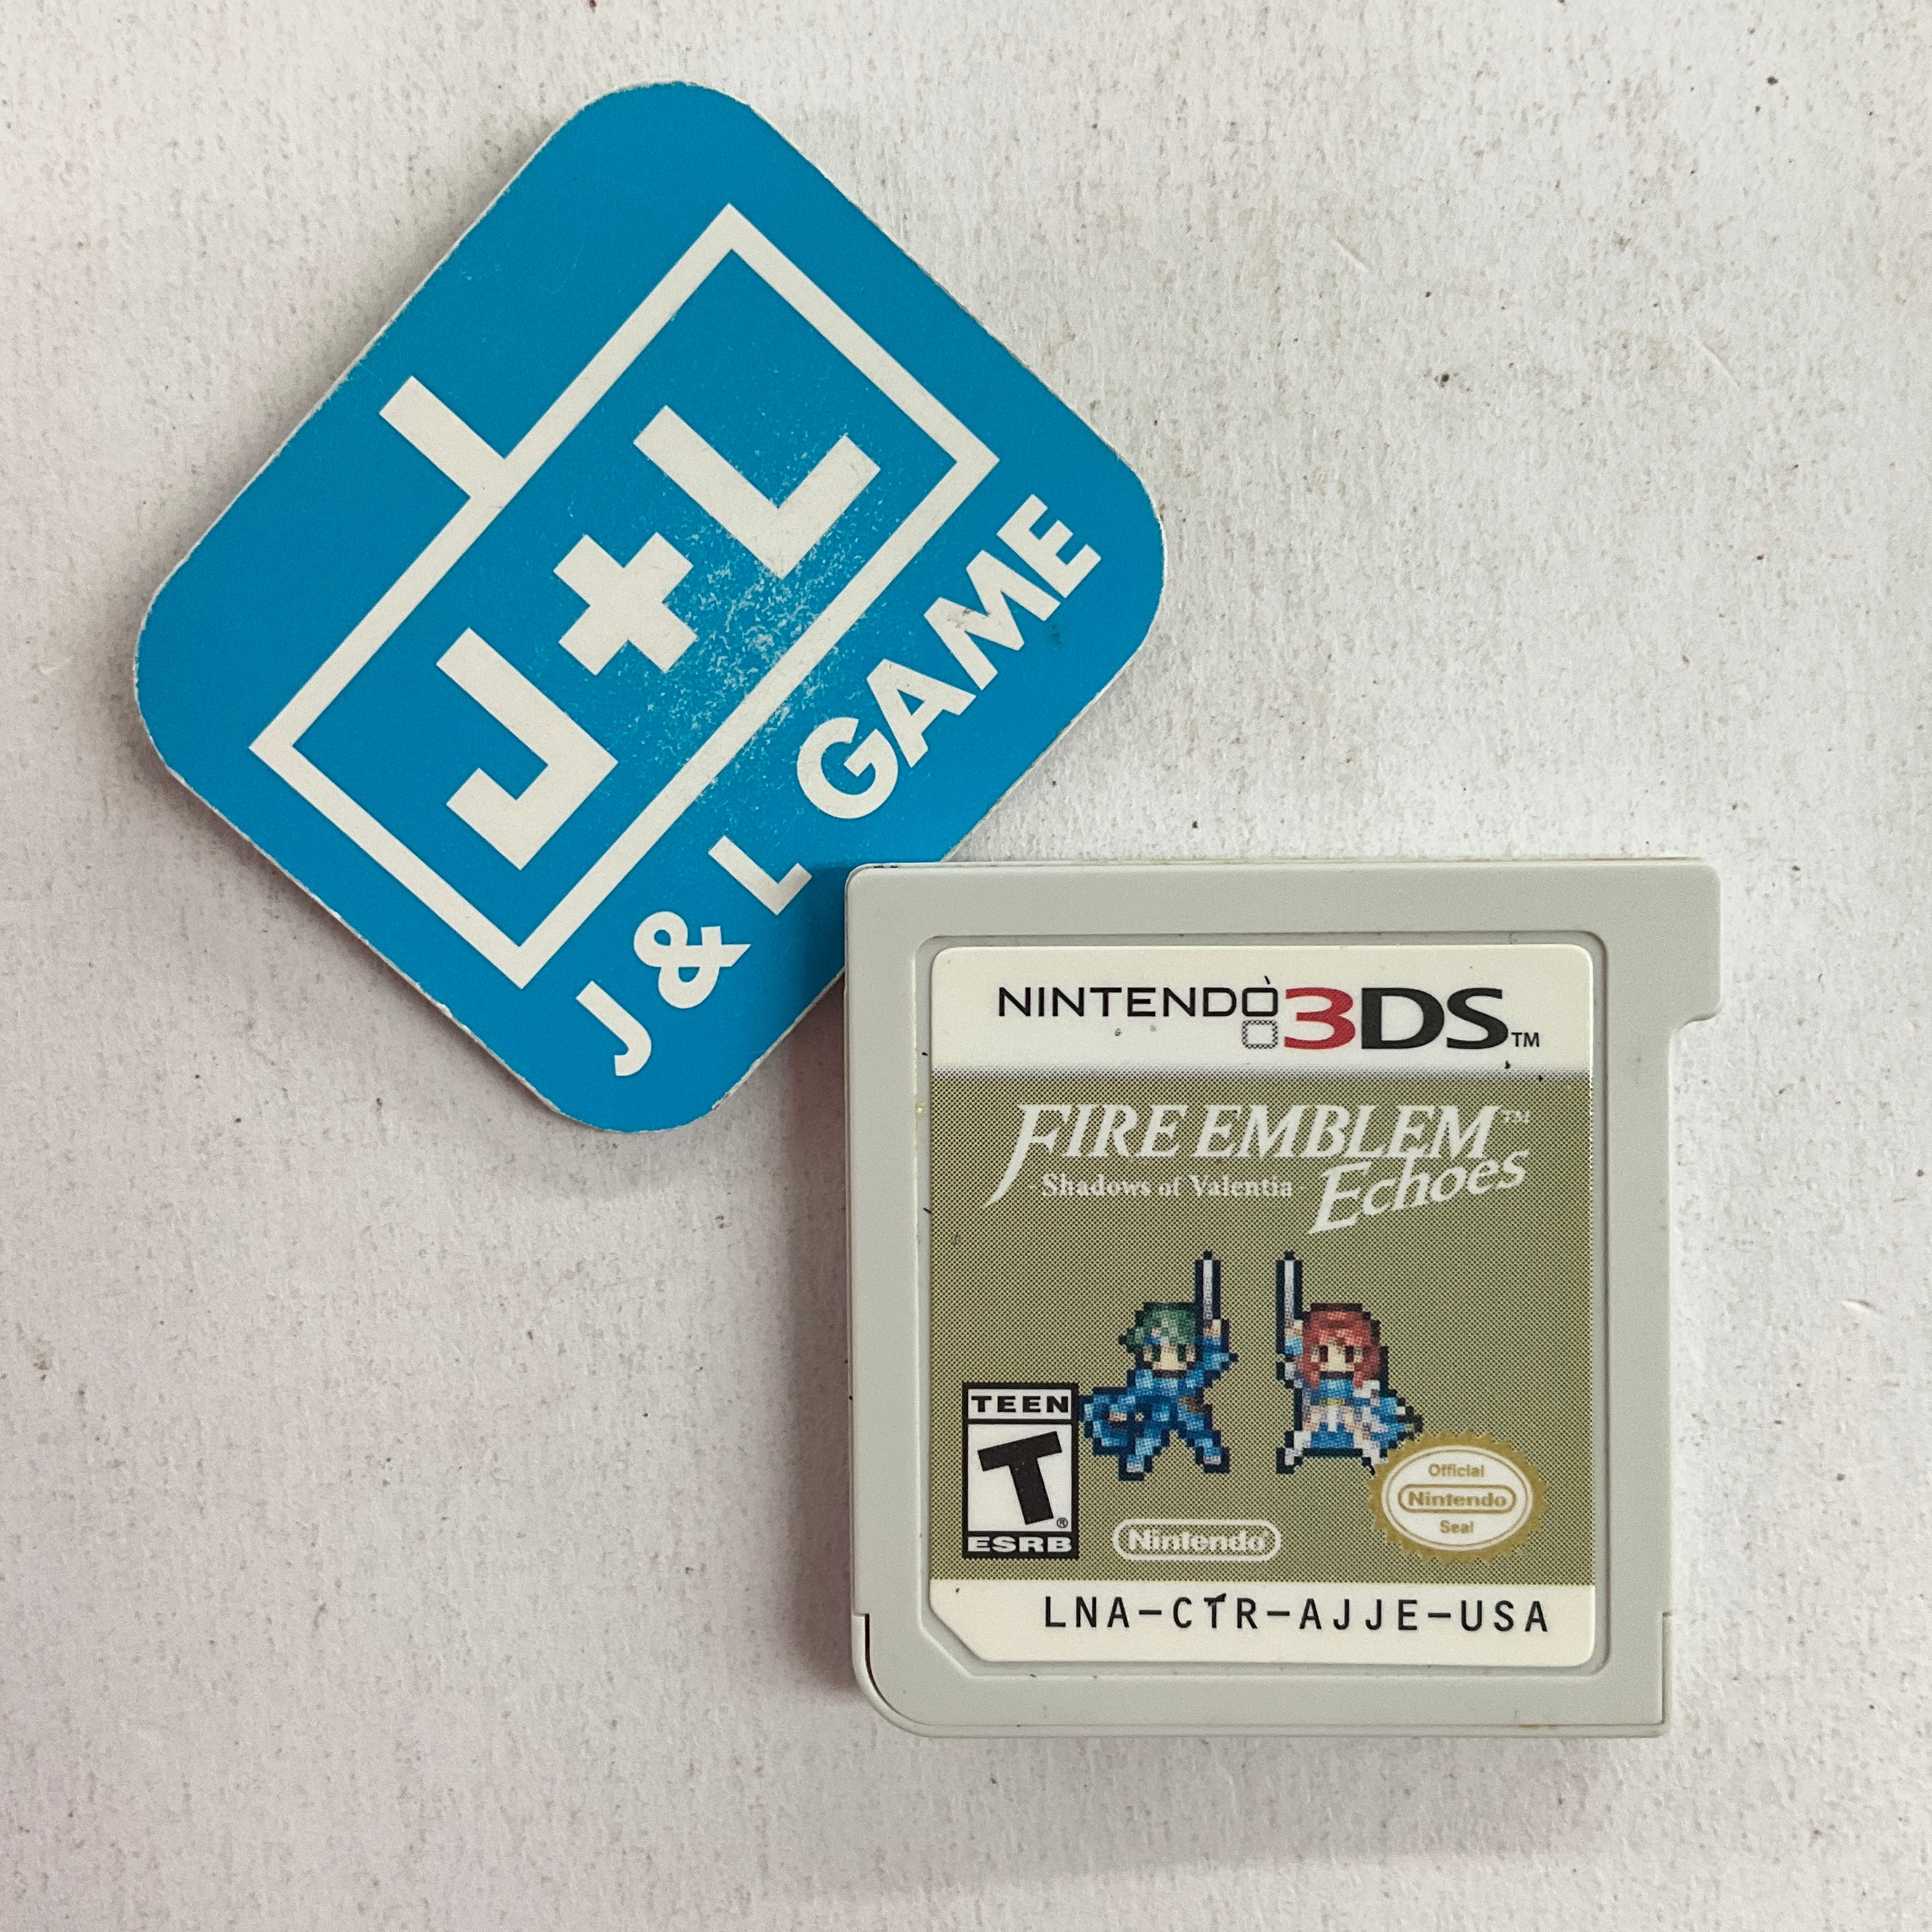 J+L
J & L GAME
NINTENDO 3DS™
FIRE EMBLEM™
Shadows of Valentia Echoes
TEEN
T®
ESRB
Nintendo
Official
Nintendo
Seal
LNA-CTR-AJJE-USA